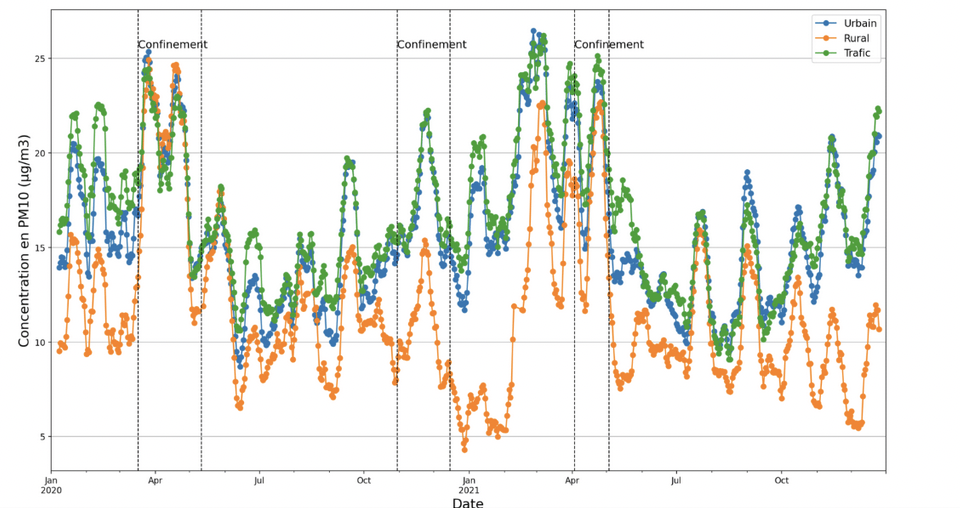 Confinement Confinement Confinement
Urbain
Rural
Trafic
Concentration en PM10 (µg/m3)
25
20
15
10
5
Jan Apr Jul Oct Jan Apr Jul Oct
2020 2021
Date